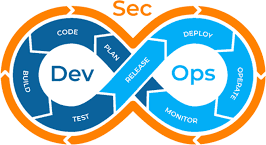 Sec
CODE
DEPLOY
PLAN
BUILD
Dev
RELEASE
Ops
OPERATE
TEST
MONITOR